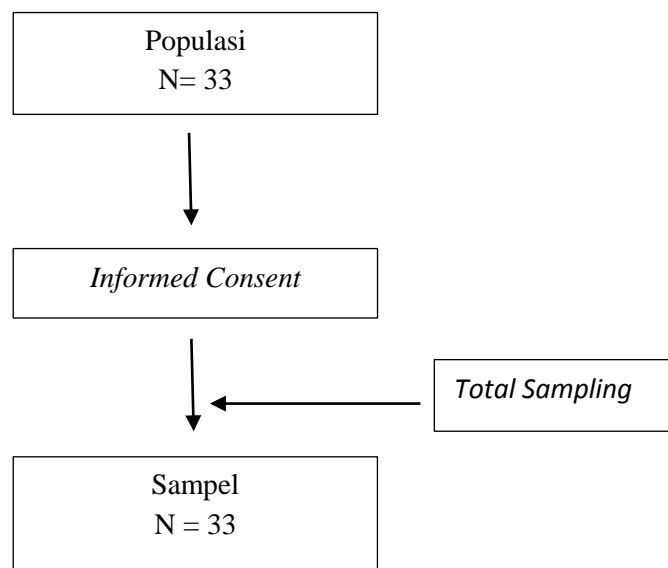 Populasi
N= 33
Informed Consent
Total Sampling
Sampel
N = 33